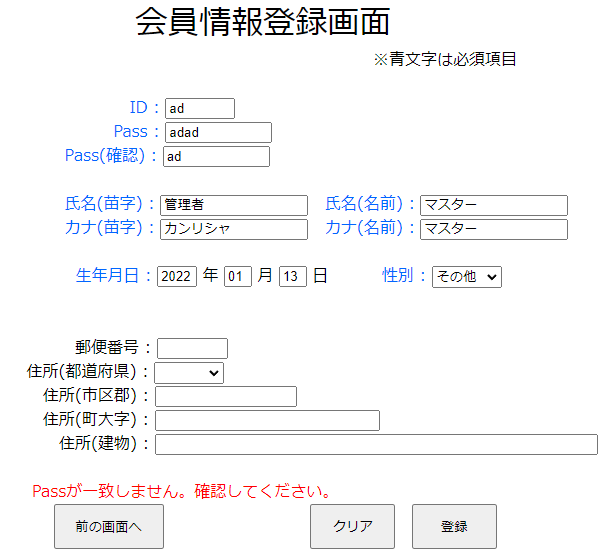 会員情報登録画面
※青文字は必須項目
ID : ad
Pass : adad
Pass(確認) : ad
氏名(苗字) : 管理者 氏名(名前) : マスター
カナ(苗字) : カンリシャ カナ(名前) : マスター
生年月日 : 2022 年 01 月 13 日 性別 : その他
郵便番号 :
住所(都道府県) :
住所(市区郡) :
住所(町大字) :
住所(建物) :
Passが一致しません。確認してください。
前の画面へ クリア 登録